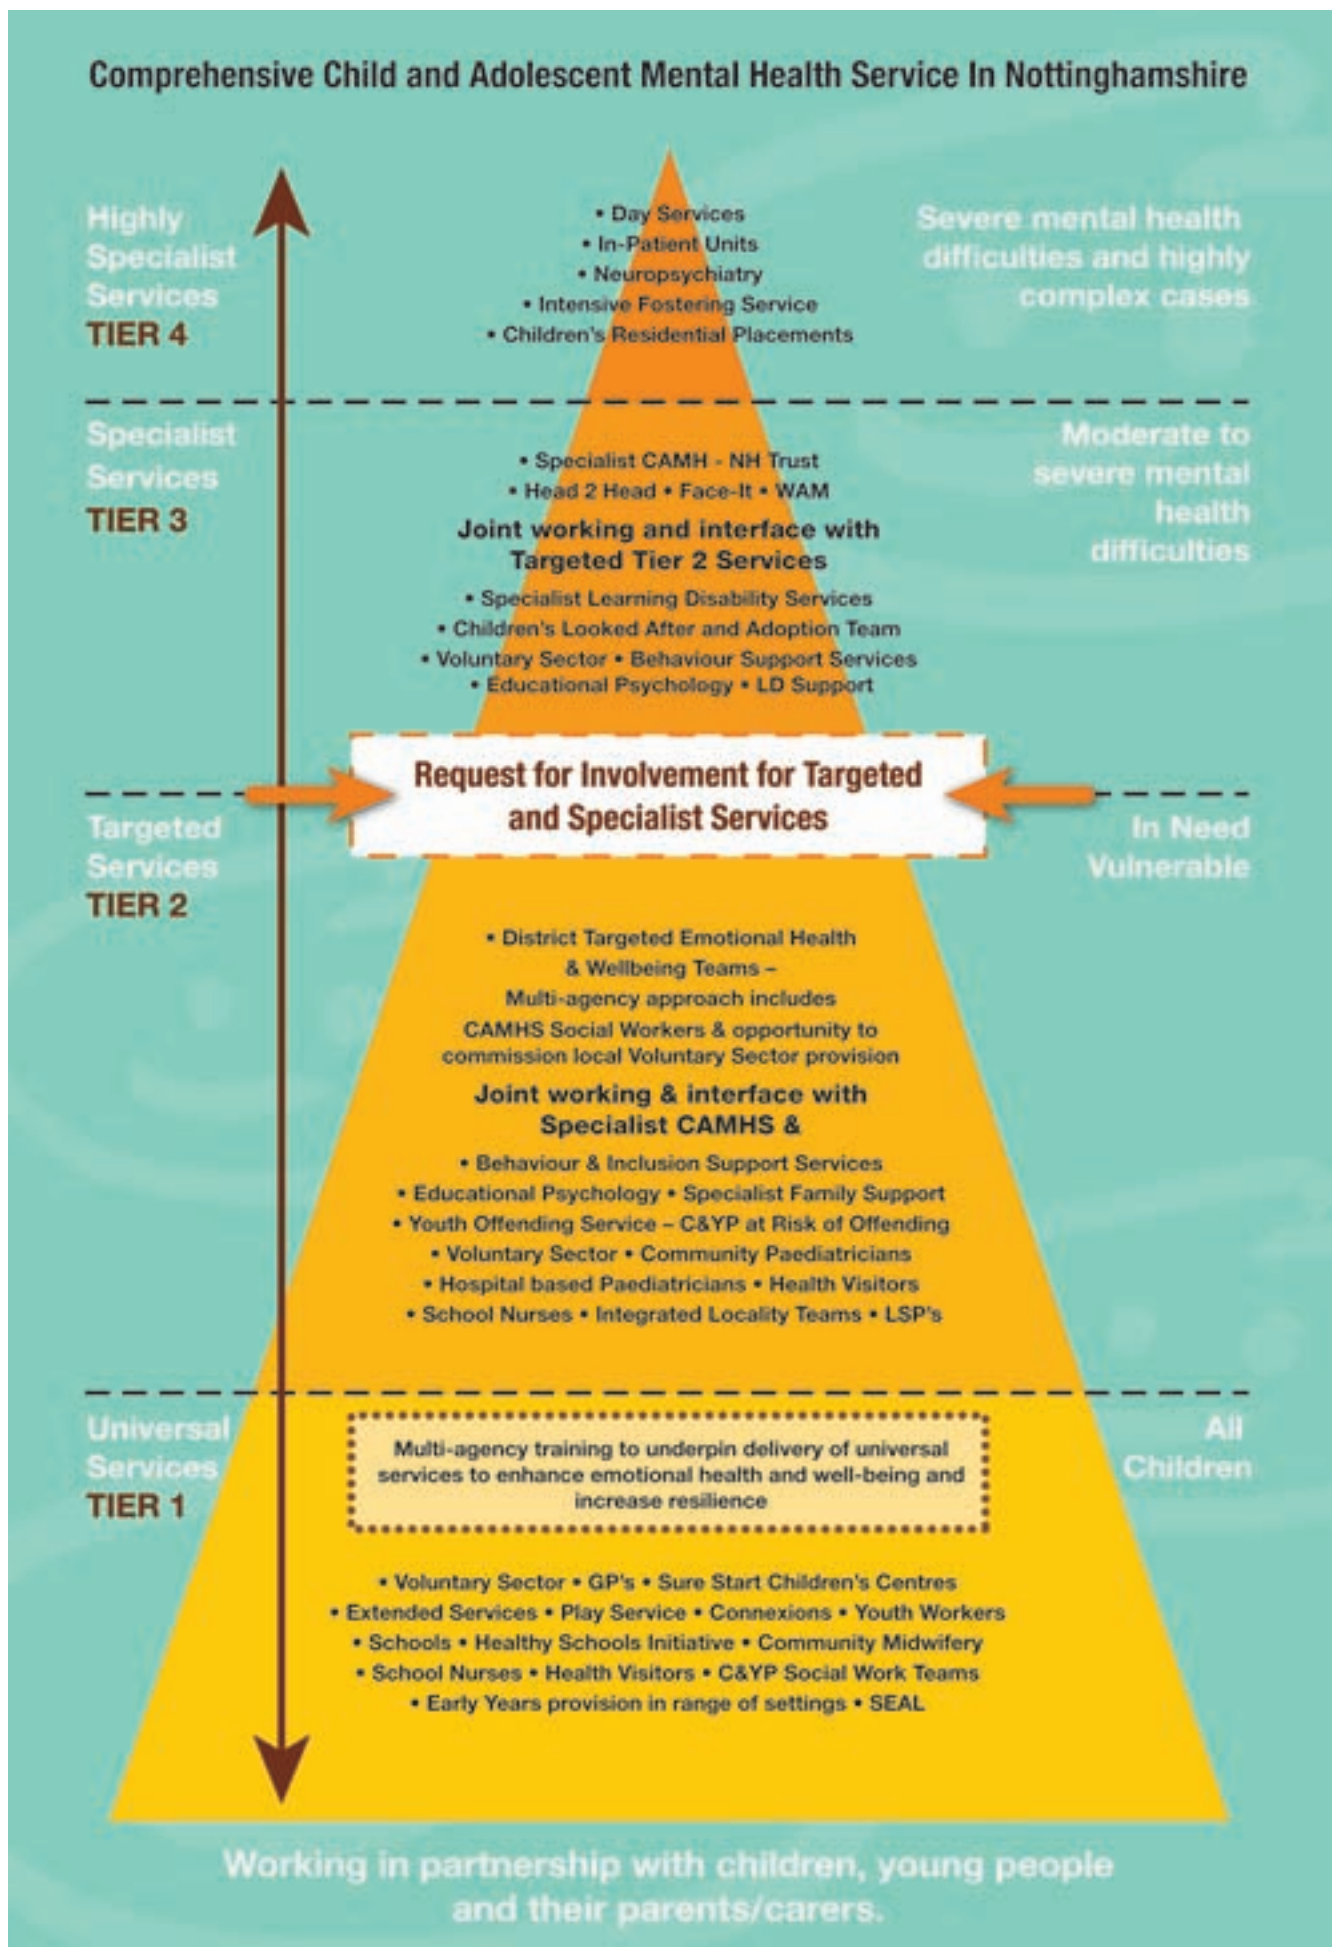 Comprehensive Child and Adolescent Mental Health Service In Nottinghamshire
Highly
Specialist
Services
TIER 4
• Day Services
• In-Patient Units
• Neuropsychiatry
• Intensive Fostering Service
• Children's Residential Placements
Severe mental health
difficulties and highly
complex cases
Specialist
Services
TIER 3
• Specialist CAMH - NH Trust
• Head 2 Head • Face-It • WAM
Joint working and interface with
Targeted Tier 2 Services
• Specialist Learning Disability Services
• Children's Looked After and Adoption Team
• Voluntary Sector • Behaviour Support Services
• Educational Psychology • LD Support
Moderate to
severe mental
health
difficulties
Request for Involvement for Targeted
and Specialist Services
Targeted
Services
TIER 2
In Need
Vulnerable
• District Targeted Emotional Health
& Wellbeing Teams –
Multi-agency approach includes
CAMHS Social Workers & opportunity to
commission local Voluntary Sector provision
Joint working & interface with
Specialist CAMHS &
• Behaviour & Inclusion Support Services
• Educational Psychology • Specialist Family Support
• Youth Offending Service – C&YP at Risk of Offending
• Voluntary Sector • Community Paediatricians
• Hospital based Paediatricians • Health Visitors
• School Nurses • Integrated Locality Teams • LSP's
Universal
Services
TIER 1
Multi-agency training to underpin delivery of universal
services to enhance emotional health and well-being and
increase resilience
All
Children
• Voluntary Sector • GP's • Sure Start Children's Centres
• Extended Services • Play Service • Connexions • Youth Workers
• Schools • Healthy Schools Initiative • Community Midwifery
• School Nurses • Health Visitors • C&YP Social Work Teams
• Early Years provision in range of settings • SEAL
Working in partnership with children, young people
and their parents/carers.